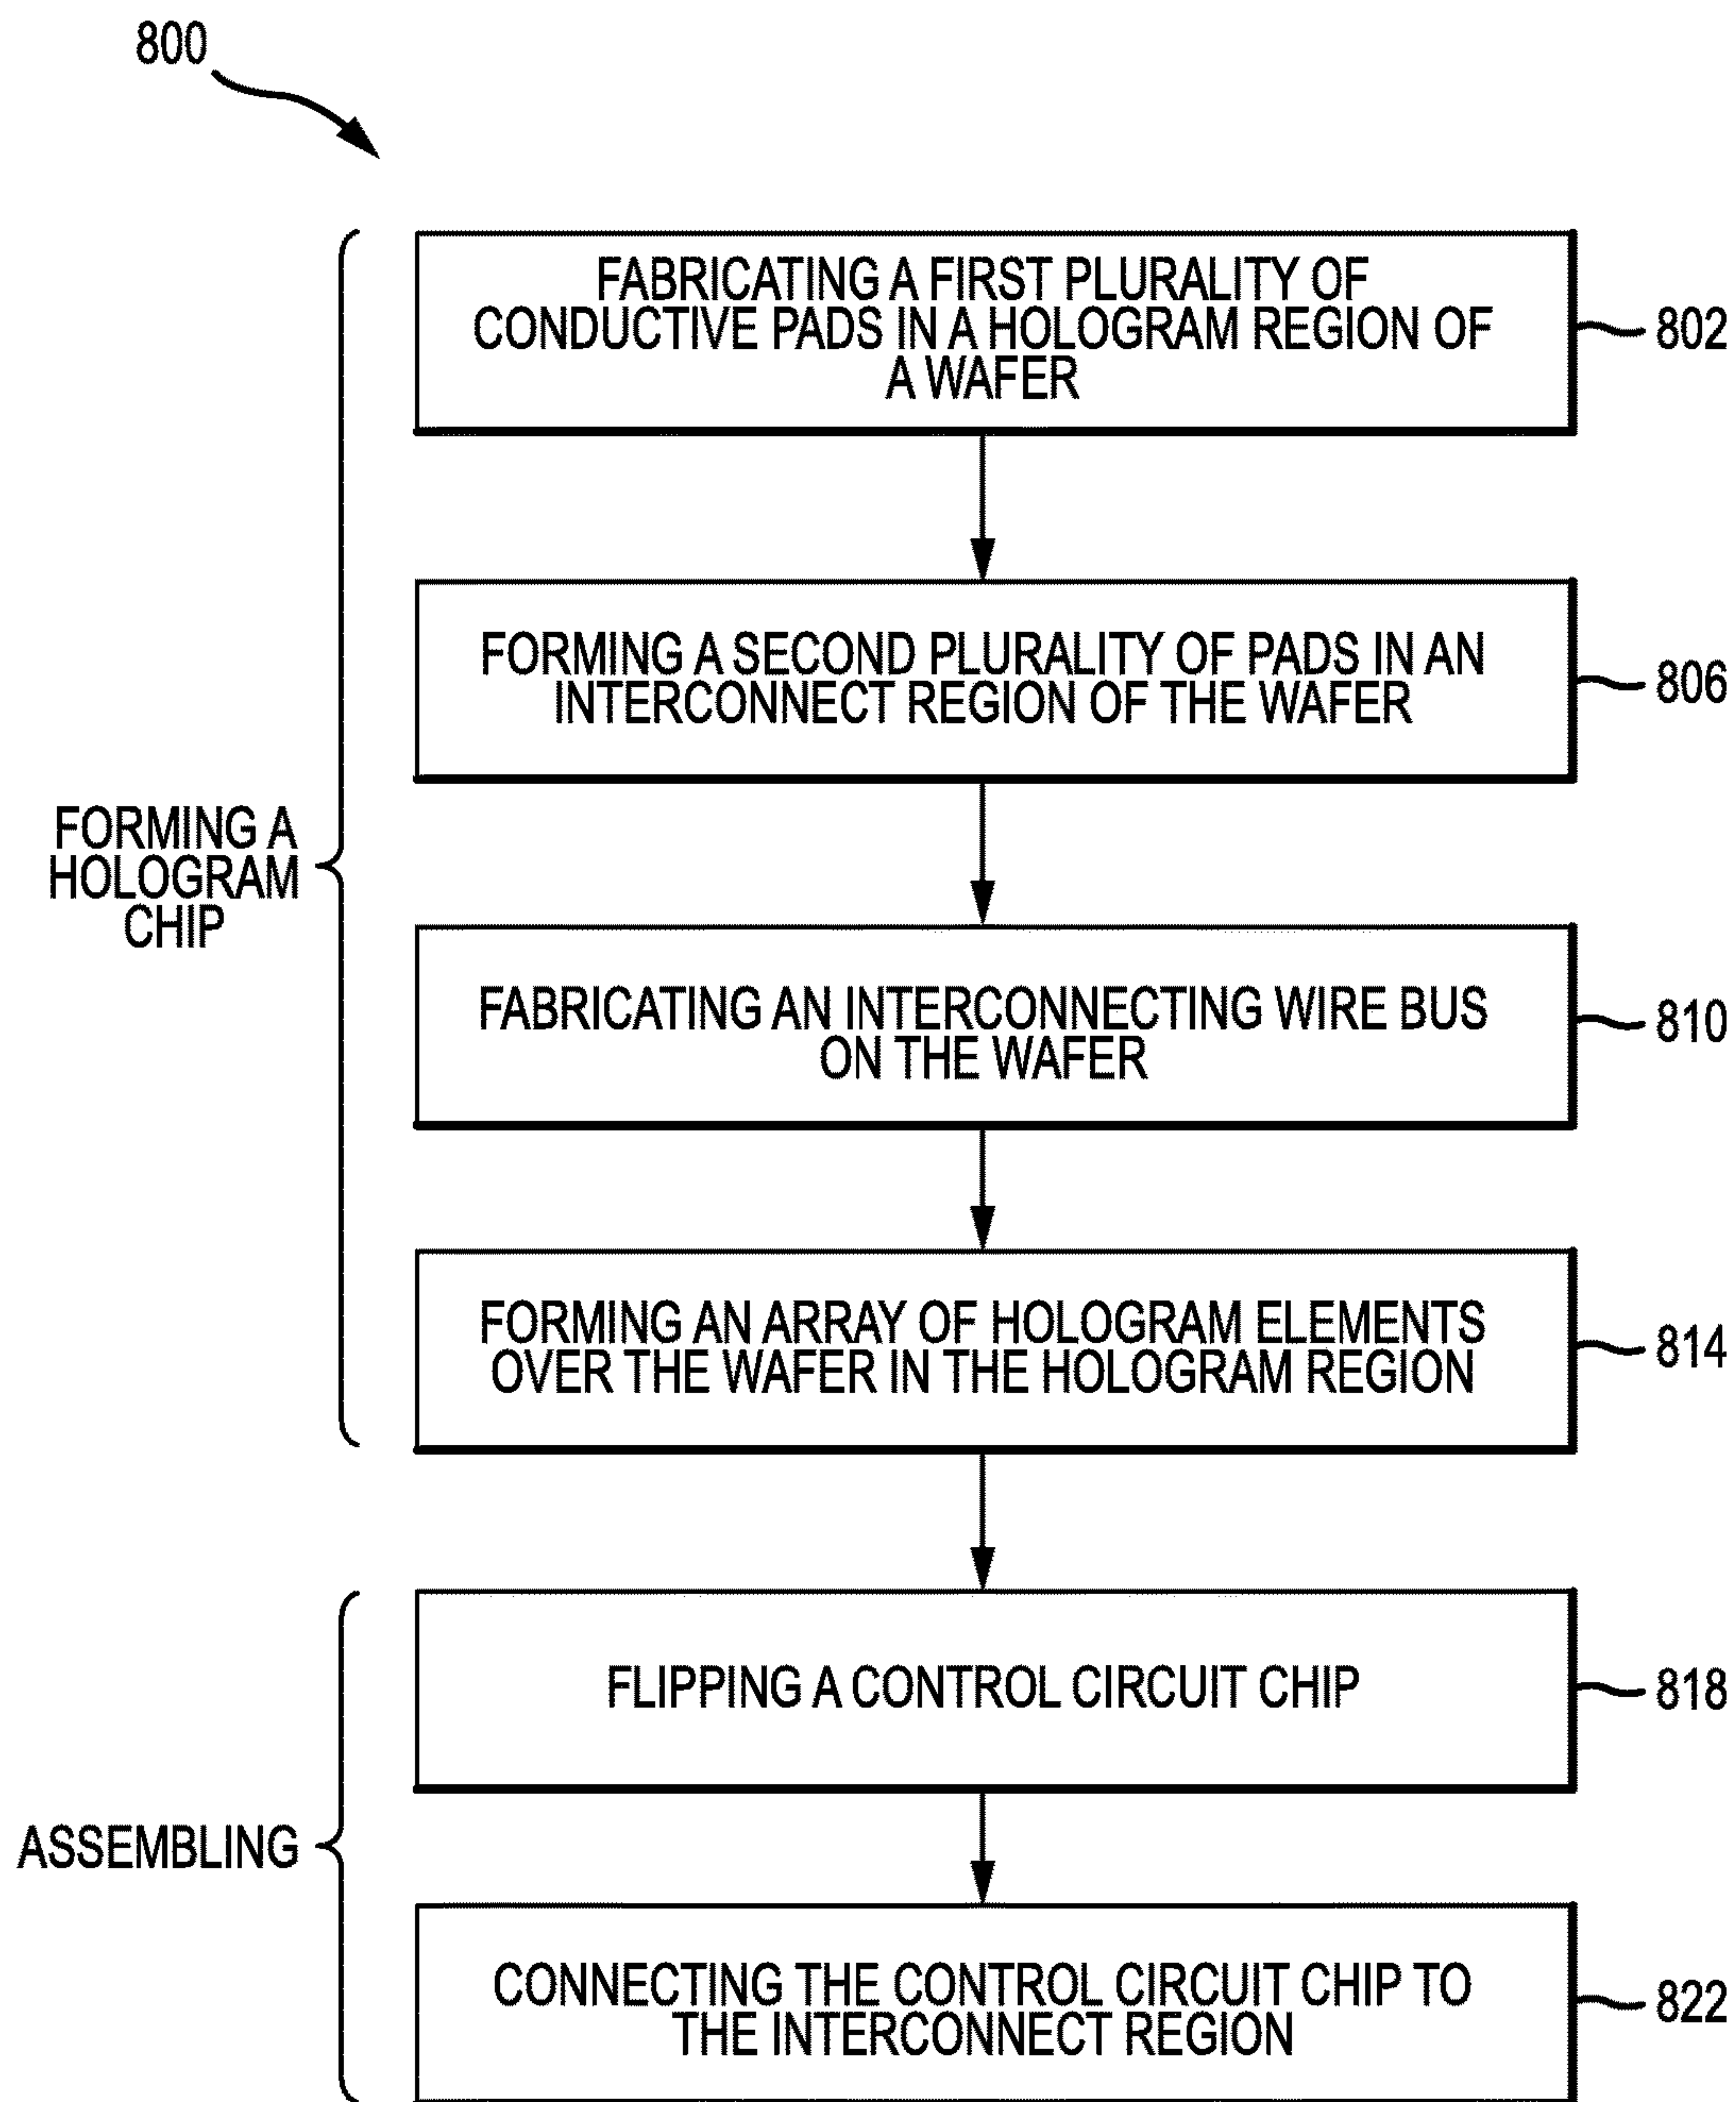 800
FABRICATING A FIRST PLURALITY OF
CONDUCTIVE PADS IN A HOLOGRAM REGION OF
A WAFER
802
FORMING A SECOND PLURALITY OF PADS IN AN
INTERCONNECT REGION OF THE WAFER
806
FORMING A
HOLOGRAM
CHIP
FABRICATING AN INTERCONNECTING WIRE BUS
ON THE WAFER
810
FORMING AN ARRAY OF HOLOGRAM ELEMENTS
OVER THE WAFER IN THE HOLOGRAM REGION
814
FLIPPING A CONTROL CIRCUIT CHIP
818
ASSEMBLING
CONNECTING THE CONTROL CIRCUIT CHIP TO
THE INTERCONNECT REGION
822